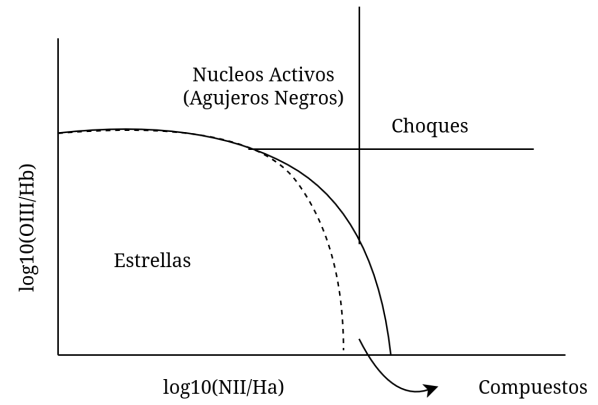 Nucleos Activos
(Agujeros Negros)
Choques
log10(OIII/Hb)
Estrellas
log10(NII/Ha)
Compuestos